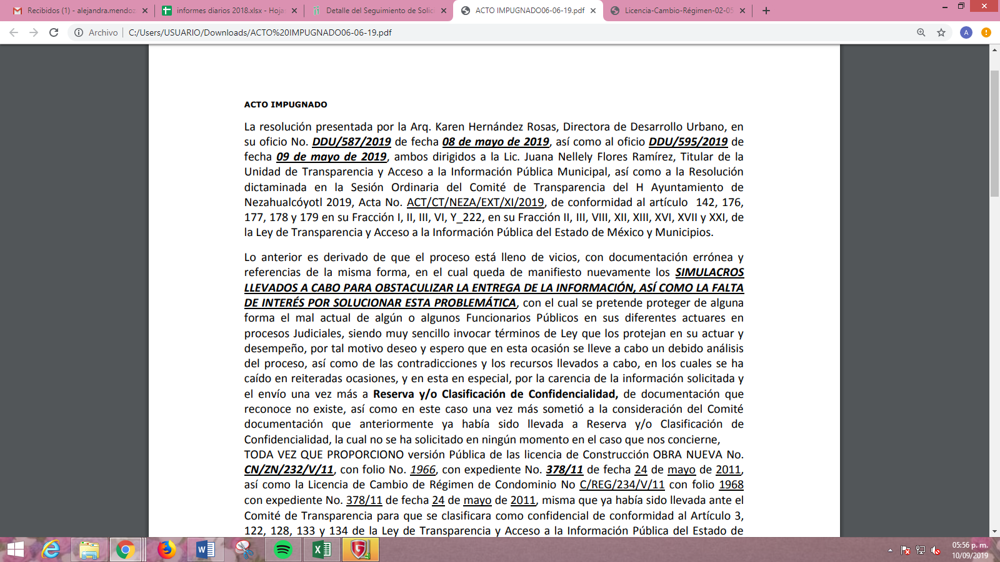 Recibidos (1) - alejandra.mendoz
informes diarios 2018.xlsx - Hoja
Detalle del Seguimiento de Solic
ACTO IMPUGNADO06-06-19.pdf
Licencia-Cambio-Régimen-02-05
Archivo
C:/Users/USUARIO/Downloads/ACTO%20IMPUGNADO06-06-19.pdf
A
ACTO IMPUGNADO
La resolución presentada por la Arq. Karen Hernández Rosas, Directora de Desarrollo Urbano, en
su oficio No. DDU/587/2019 de fecha 08 de mayo de 2019, así como al oficio DDU/595/2019 de
fecha 09 de mayo de 2019, ambos dirigidos a la Lic. Juana Nellely Flores Ramírez, Titular de la
Unidad de Transparencia y Acceso a la Información Pública Municipal, así como a la Resolución
dictaminada en la Sesión Ordinaria del Comité de Transparencia del H Ayuntamiento de
Nezahualcóyotl 2019, Acta No. ACT/CT/NEZA/EXT/XI/2019, de conformidad al artículo 142, 176,
177, 178 y 179 en su Fracción I, II, III, VI, Y_222, en su Fracción II, III, VIII, XII, XIII, XVI, XVII y XXI, de
la Ley de Transparencia y Acceso a la Información Pública del Estado de México y Municipios.
Lo anterior es derivado de que el proceso está lleno de vicios, con documentación errónea y
referencias de la misma forma, en el cual queda de manifiesto nuevamente los SIMULACROS
LLEVADOS A CABO PARA OBSTACULIZAR LA ENTREGA DE LA INFORMACIÓN, ASÍ COMO LA FALTA
DE INTERÉS POR SOLUCIONAR ESTA PROBLEMÁTICA, con el cual se pretende proteger de alguna
forma el mal actual de algún o algunos Funcionarios Públicos en sus diferentes actuares en
procesos Judiciales, siendo muy sencillo invocar términos de Ley que los protejan en su actuar y
desempeño, por tal motivo deseo y espero que en esta ocasión se lleve a cabo un debido análisis
del proceso, así como de las contradicciones y los recursos llevados a cabo, en los cuales se ha
caído en reiteradas ocasiones, y en esta en especial, por la carencia de la información solicitada y
el envío una vez más a Reserva y/o Clasificación de Confidencialidad, de documentación que
reconoce no existe, así como en este caso una vez más sometió a la consideración del Comité
documentación que anteriormente ya había sido llevada a Reserva y/o Clasificación de
Confidencialidad, la cual no se ha solicitado en ningún momento en el caso que nos concierne,
TODA VEZ QUE PROPORCIONO versión Pública de las licencia de Construcción OBRA NUEVA No.
CN/ZN/232/V/11, con folio No. 1966, con expediente No. 378/11 de fecha 24 de mayo de 2011,
así como la Licencia de Cambio de Régimen de Condominio No C/REG/234/V/11 con folio 1968
con expediente No. 378/11 de fecha 24 de mayo de 2011, misma que ya había sido llevada ante el
Comité de Transparencia para que se clasificara como confidencial de conformidad al Artículo 3,
122, 128, 133 y 134 de la Ley de Transparencia y Acceso a la Información Pública del Estado de
05:56 p. m.
10/09/2019